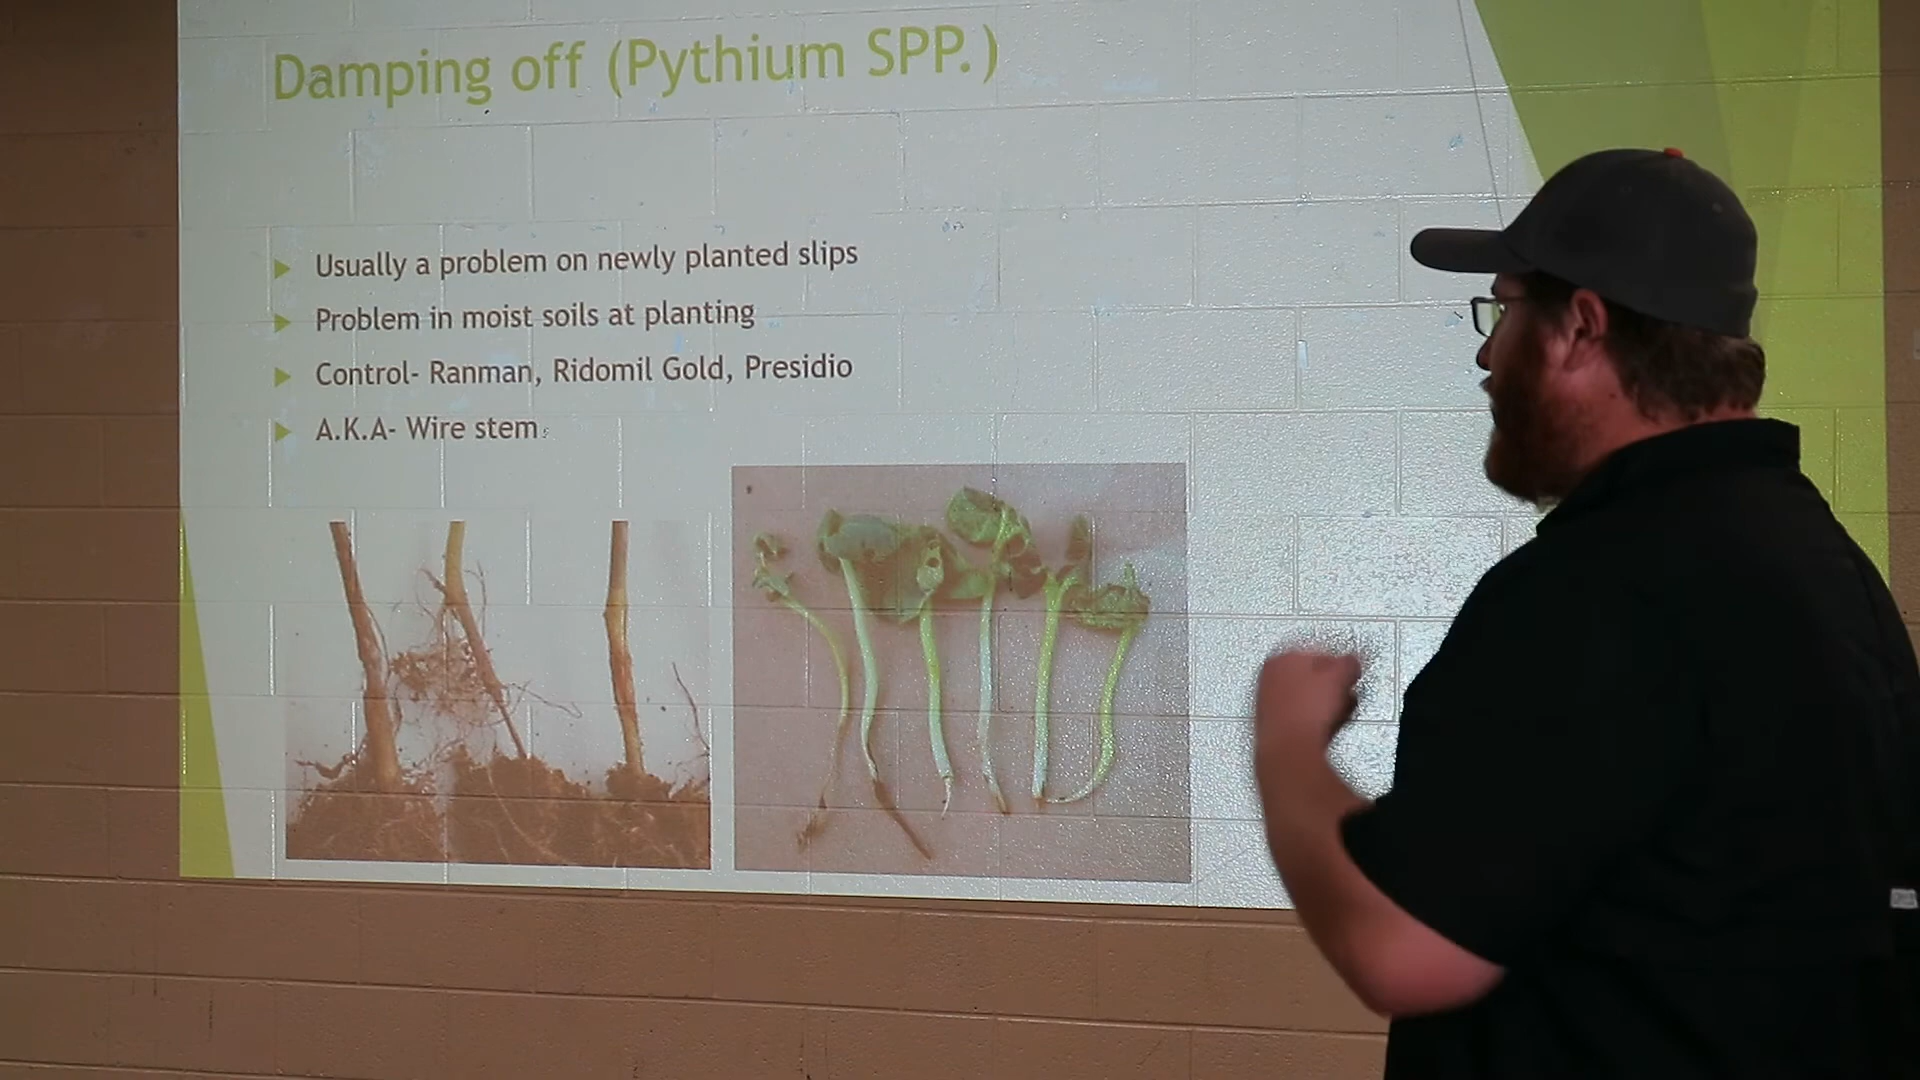 Damping off (Pythium SPP.)
Usually a problem on newly planted slips
Problem in moist soils at planting
Control- Ranman, Ridomil Gold, Presidio
A.K.A- Wire stem